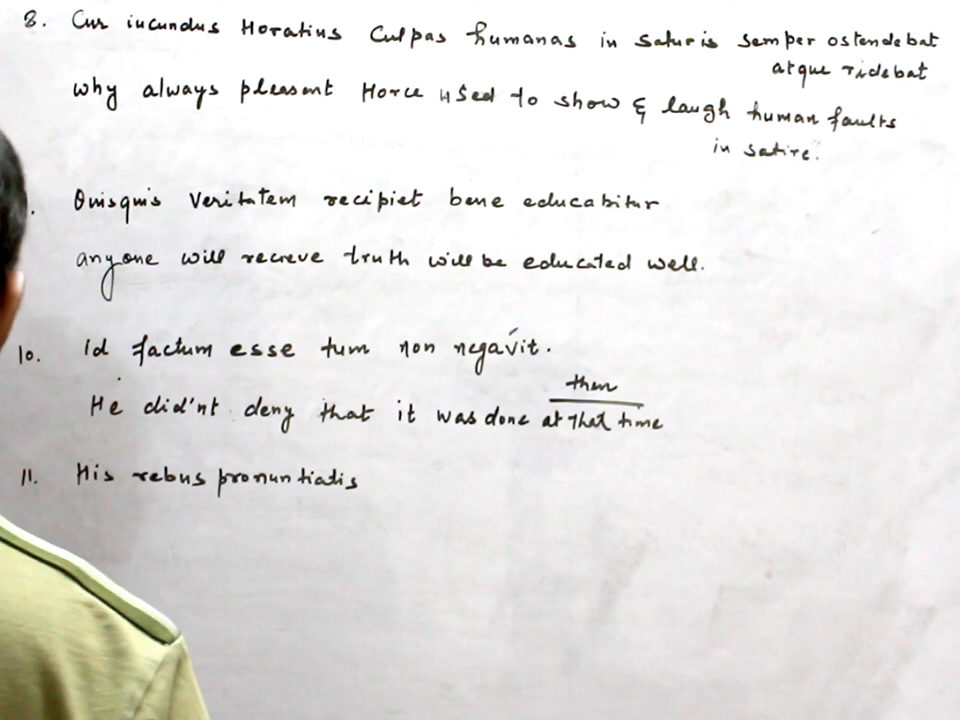 8. Cur iucundus Horatius Culpas humanas in saturis semper ostendebat
atque ridebat
why always pleasant Horce used to show & laugh human faults
in satire.
. Quisquis veritatem recipiet bene educabitur
anyone will recieve truth will be educated well.
10. id factum esse tum non negavit.
then
He did'nt deny that it was done at that time
11. His rebus pronuntiatis